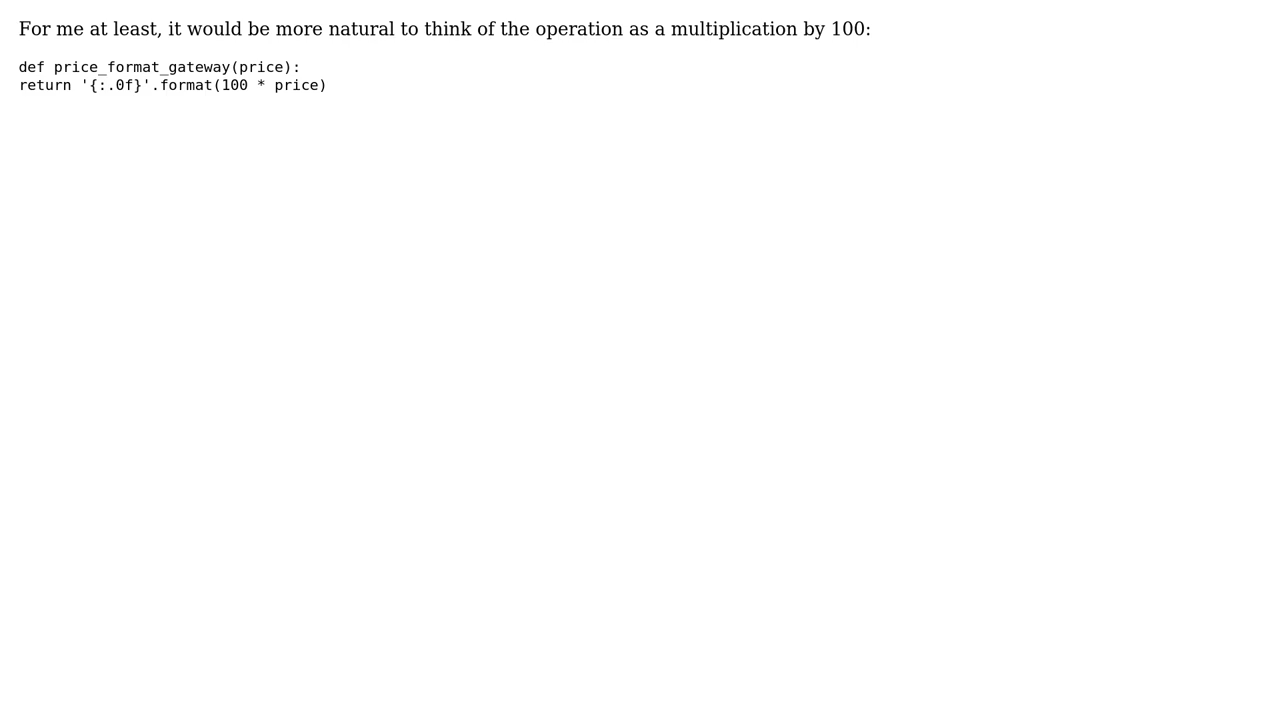 For me at least, it would be more natural to think of the operation as a multiplication by 100:
def price_format_gateway(price):
return '{:.0f}'.format(100 * price)